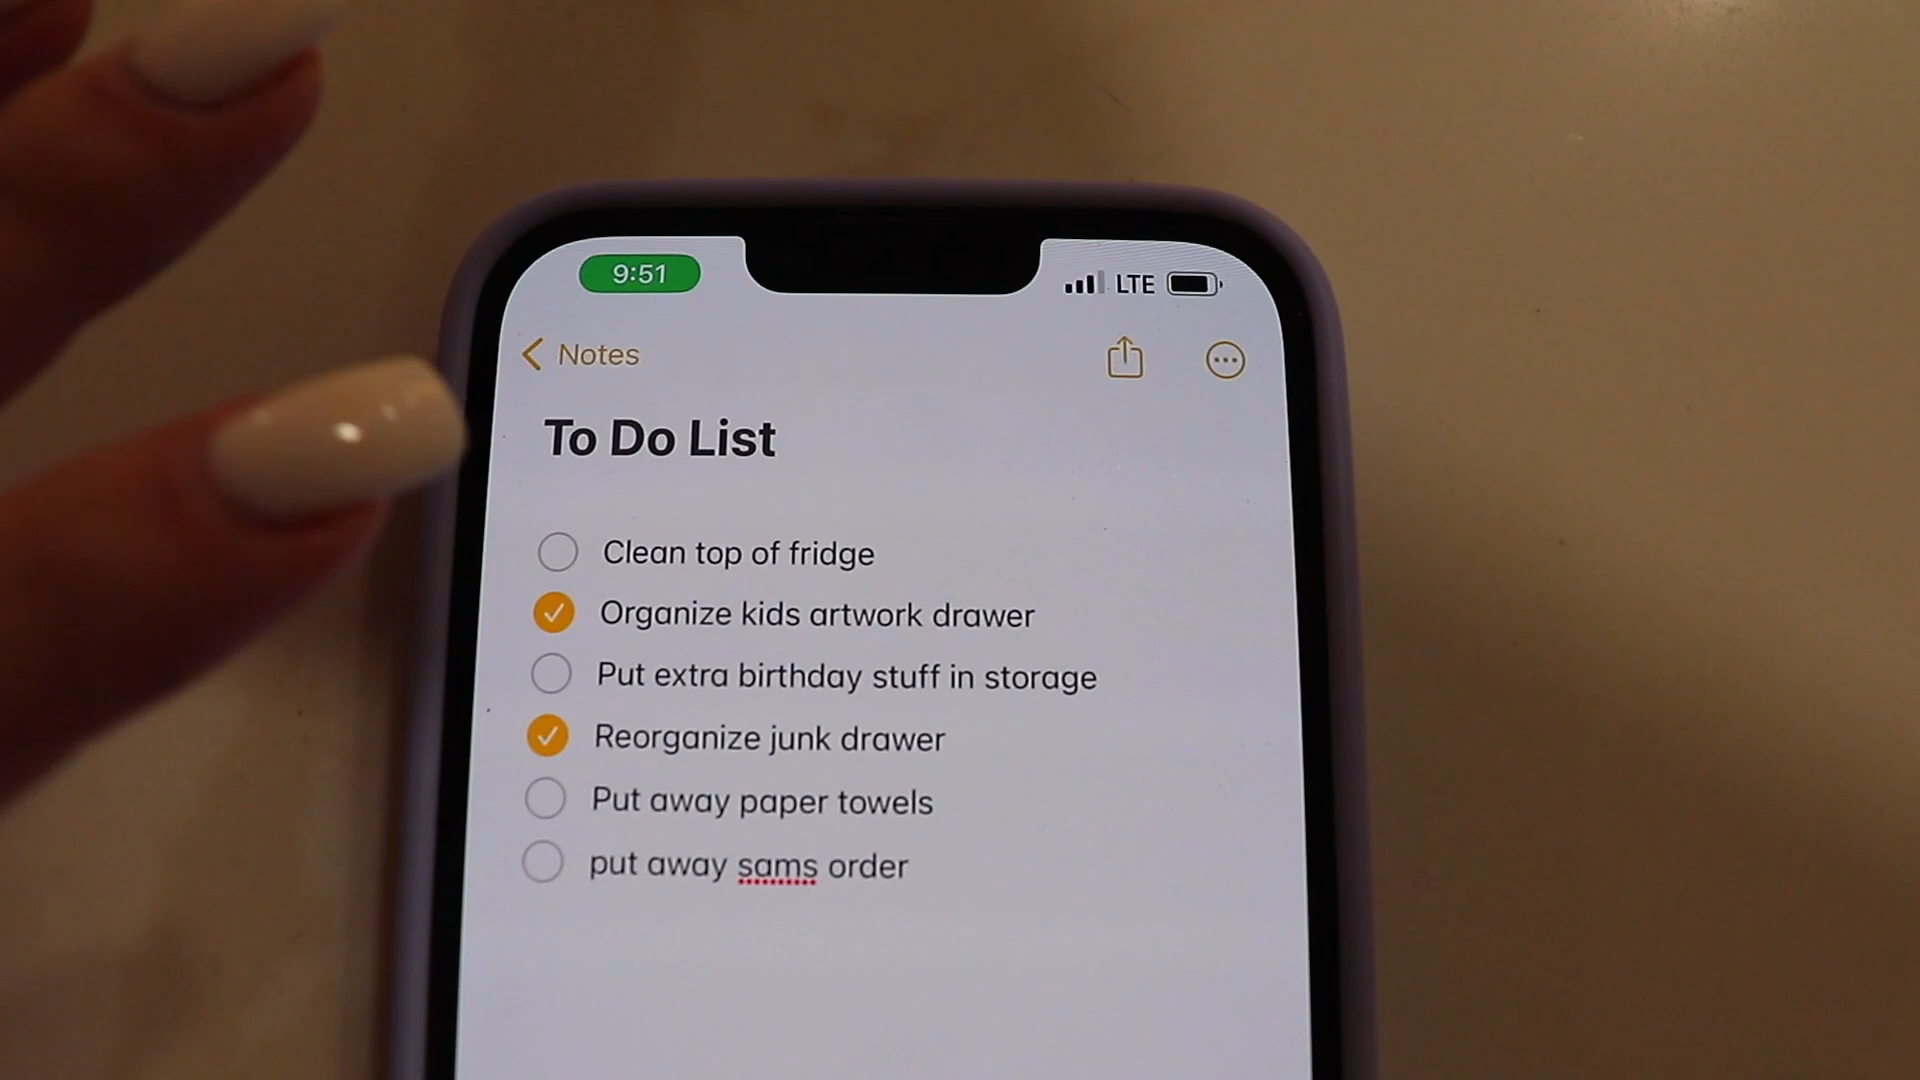 9:51 LTE
Notes
To Do List
Clean top of fridge
Organize kids artwork drawer
Put extra birthday stuff in storage
Reorganize junk drawer
Put away paper towels
put away sams order